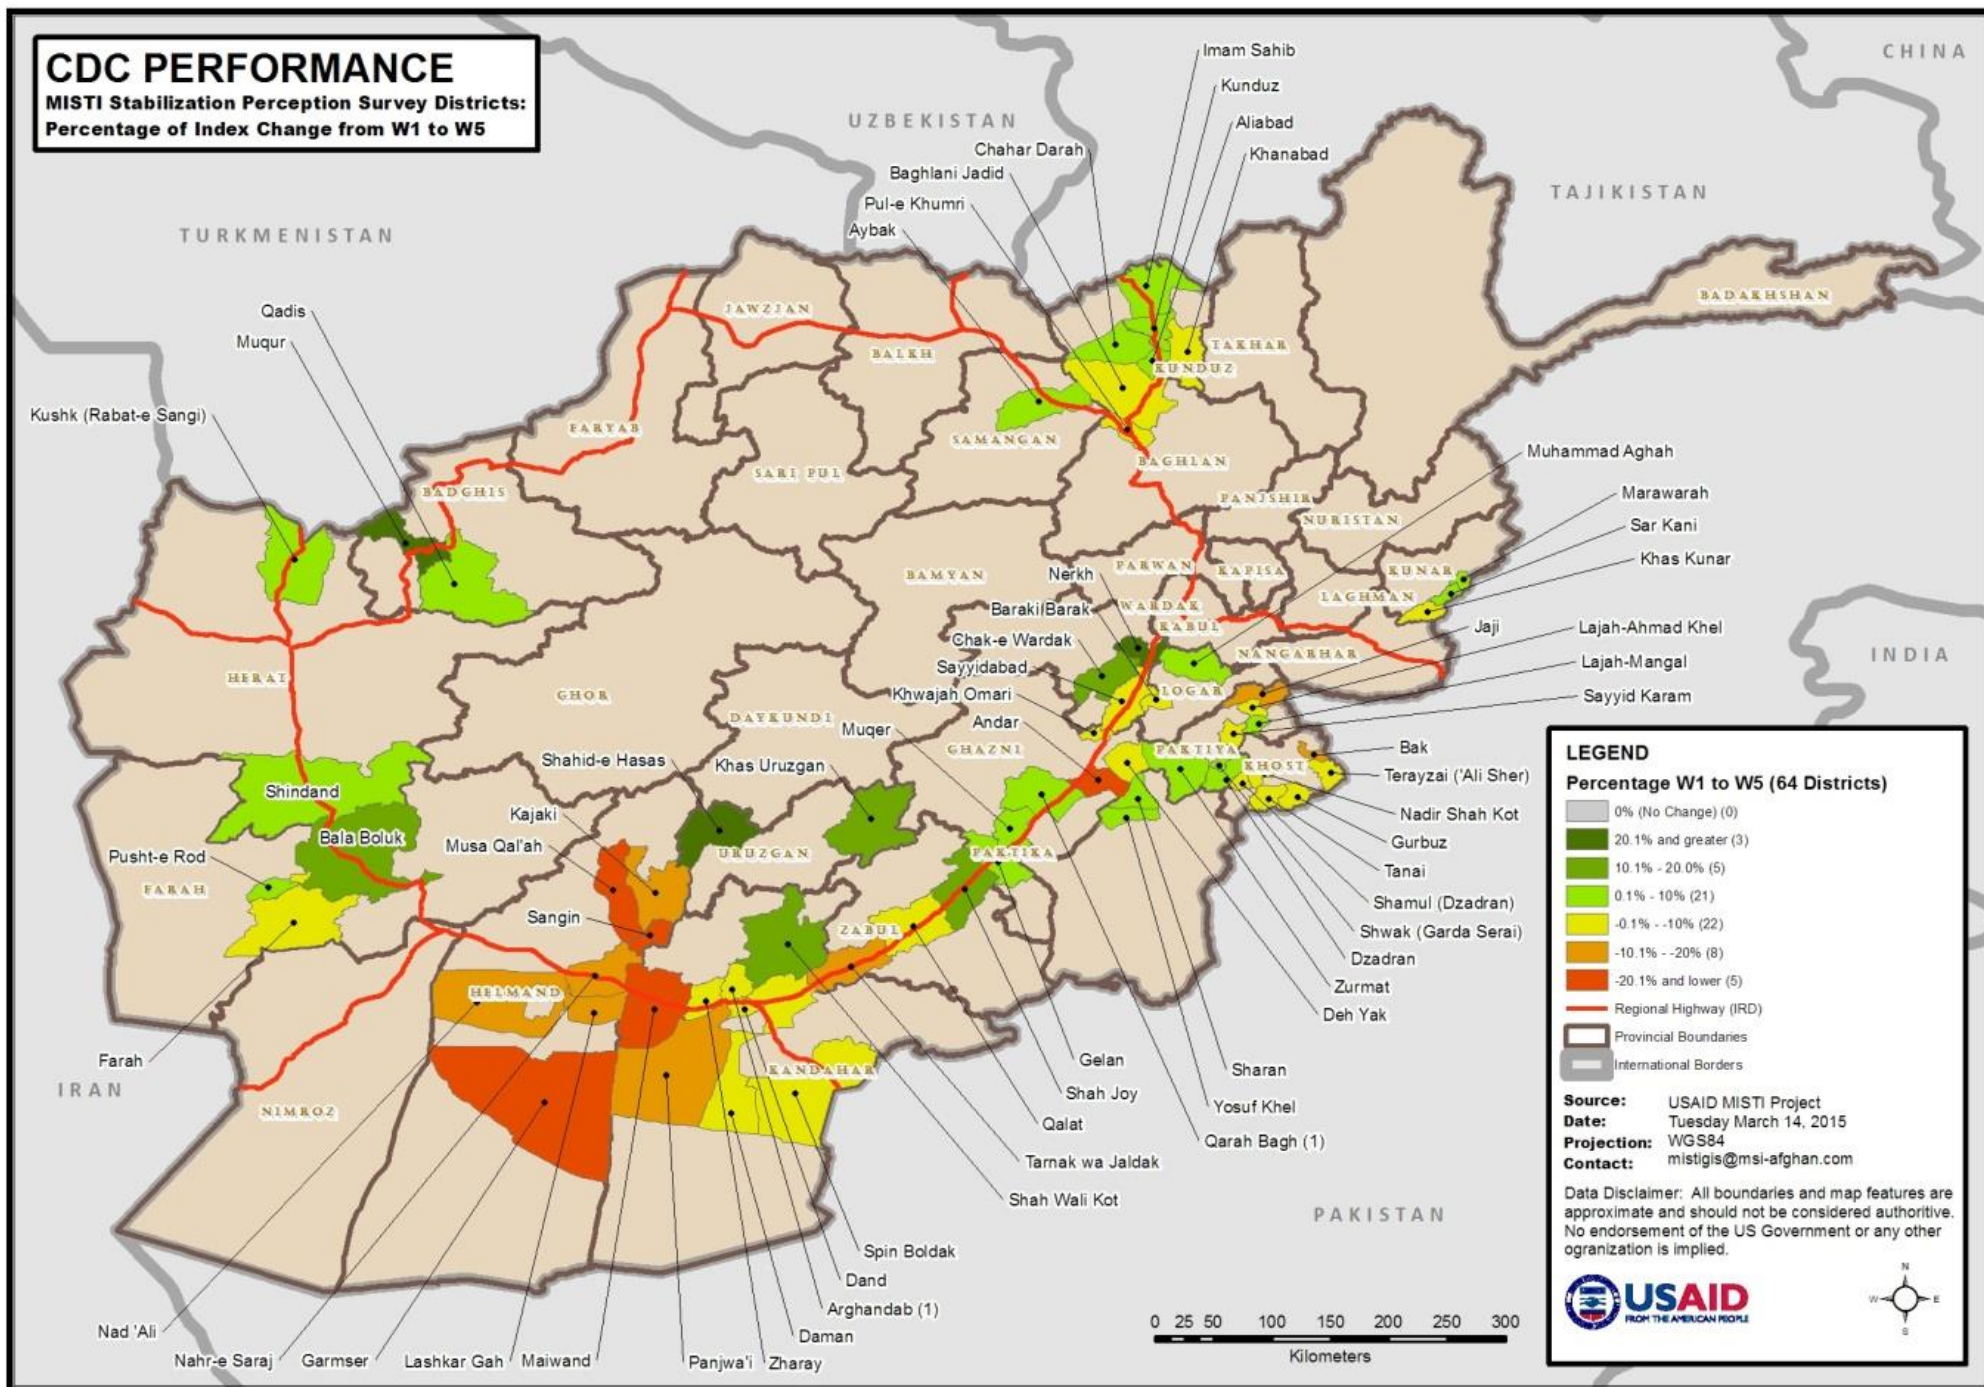 CDC PERFORMANCE
MISTI Stabilization Perception Survey Districts:
Percentage of Index Change from W1 to W5
CHINA
UZBEKISTAN
TAJIKISTAN
TURKMENISTAN
INDIA
IRAN
PAKISTAN
Imam Sahib
Kunduz
Aliabad
Khanabad
Chahar Darah
Baghlani Jadid
Pul-e Khumri
Aybak
Qadis
Muqur
Kushk (Rabat-e Sangi)
JAWZJAN
BALKH
TAKHAR
KUNDUZ
BADAKHSHAN
FARYAB
SAMANGAN
SARI PUL
BAGHLAN
BADGHIS
PANJSHIR
NURISTAN
Muhammad Aghah
Marawarah
Sar Kani
Khas Kunar
BAMYAN
PARWAN
KAPISA
KUNAR
LAGHMAN
WARDAK
KABUL
NANGARHAR
Nerkh
Baraki Barak
Chak-e Wardak
Sayyidabad
Khwajah Omari
Andar
Muqer
Jaji
Lajah-Ahmad Khel
Lajah-Mangal
Sayyid Karam
HERAT
GHOR
DAYKUNDI
GHAZNI
LOGAR
PAKTIYA
KHOST
Bak
Terayzai ('Ali Sher)
Nadir Shah Kot
Gurbuz
Tanai
Shamul (Dzadran)
Shwak (Garda Serai)
Dzadran
Zurmat
Deh Yak
Shahid-e Hasas
Khas Uruzgan
Kajaki
Musa Qal'ah
Sangin
Shindand
Bala Boluk
Pusht-e Rod
FARAH
URUZGAN
PAKTIKA
ZABUL
HELMAND
KANDAHAR
NIMROZ
Farah
Gelan
Shah Joy
Qalat
Tarnak wa Jaldak
Shah Wali Kot
Sharan
Yosuf Khel
Qarah Bagh (1)
Spin Boldak
Dand
Arghandab (1)
Daman
Zharay
Panjwa'i
Maiwand
Lashkar Gah
Garmser
Nahr-e Saraj
Nad 'Ali
0 25 50 100 150 200 250 300
Kilometers
LEGEND
Percentage W1 to W5 (64 Districts)
0% (No Change) (0)
20.1% and greater (3)
10.1% - 20.0% (5)
0.1% - 10% (21)
-0.1% - -10% (22)
-10.1% - -20% (8)
-20.1% and lower (5)
Regional Highway (IRD)
Provincial Boundaries
International Borders
Source: USAID MISTI Project
Date: Tuesday March 14, 2015
Projection: WGS84
Contact: mistigis@msi-afghan.com
Data Disclaimer: All boundaries and map features are
approximate and should not be considered authoritive.
No endorsement of the US Government or any other
ogranization is implied.
USAID
FROM THE AMERICAN PEOPLE
N
W E
S